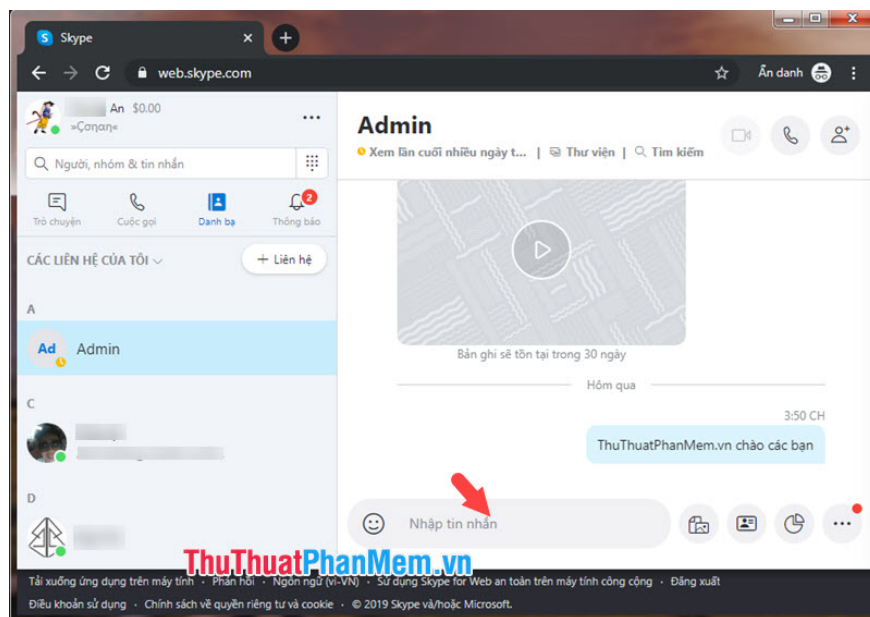 Skype
web.skype.com
Ẩn danh
An $0.00
»Çơŋąŋ«
Người, nhóm & tin nhắn
Trò chuyện
Cuộc gọi
Danh bạ
Thông báo
2
CÁC LIÊN HỆ CỦA TÔI
Liên hệ
A
Ad Admin
C
D
Admin
Xem lần cuối nhiều ngày t... | Thư viện | Tìm kiếm
Bản ghi sẽ tồn tại trong 30 ngày
Hôm qua
3:50 CH
ThuThuatPhanMem.vn chào các bạn
Nhập tin nhắn
ThuThuatPhanMem.vn
Tải xuống ứng dụng trên máy tính · Phản hồi · Ngôn ngữ (vi-VN) · Sử dụng Skype for Web an toàn trên máy tính công cộng · Đăng xuất
Điều khoản sử dụng · Chính sách về quyền riêng tư và cookie · © 2019 Skype và/hoặc Microsoft.